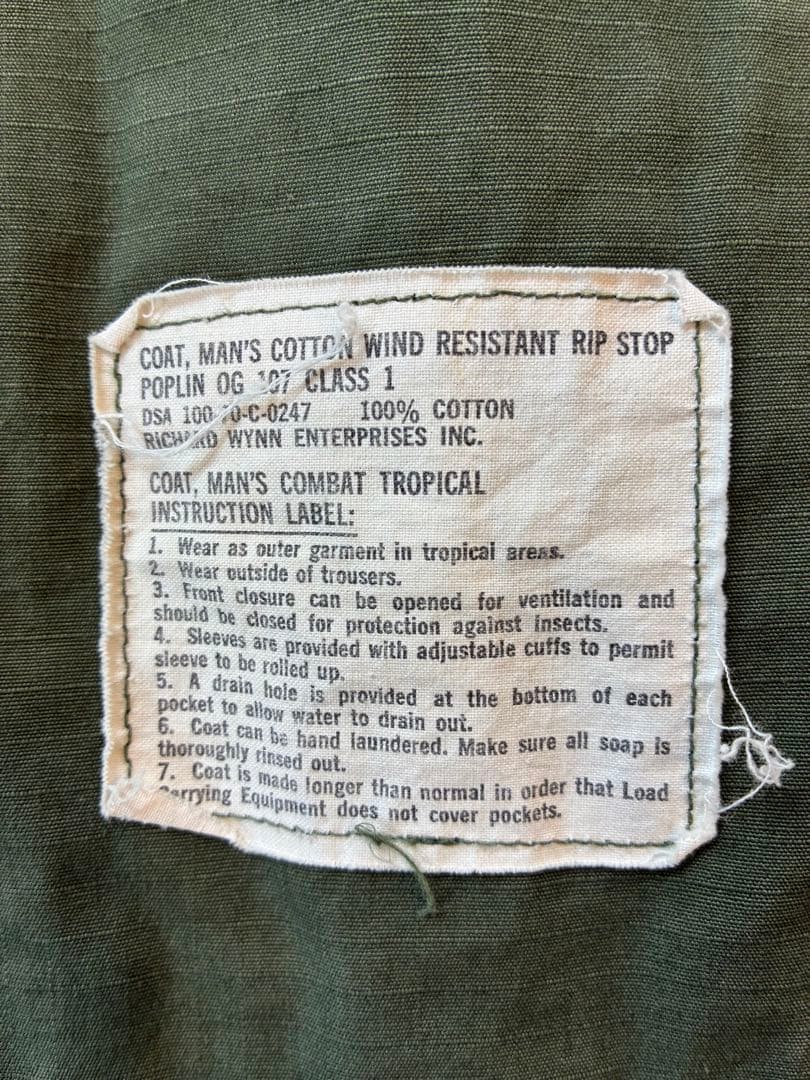 COAT, MAN'S COTTON WIND RESISTANT RIP STOP
POPLIN OG 107 CLASS 1
DSA 100-70-C-0247 100% COTTON
RICHARD WYNN ENTERPRISES INC.
COAT, MAN'S COMBAT TROPICAL
INSTRUCTION LABEL:
1. Wear as outer garment in tropical areas.
2. Wear outside of trousers.
3. Front closure can be opened for ventilation and
should be closed for protection against insects.
4. Sleeves are provided with adjustable cuffs to permit
sleeve to be rolled up.
5. A drain hole is provided at the bottom of each
pocket to allow water to drain out.
6. Coat can be hand laundered. Make sure all soap is
thoroughly rinsed out.
7. Coat is made longer than normal in order that Load
Carrying Equipment does not cover pockets.